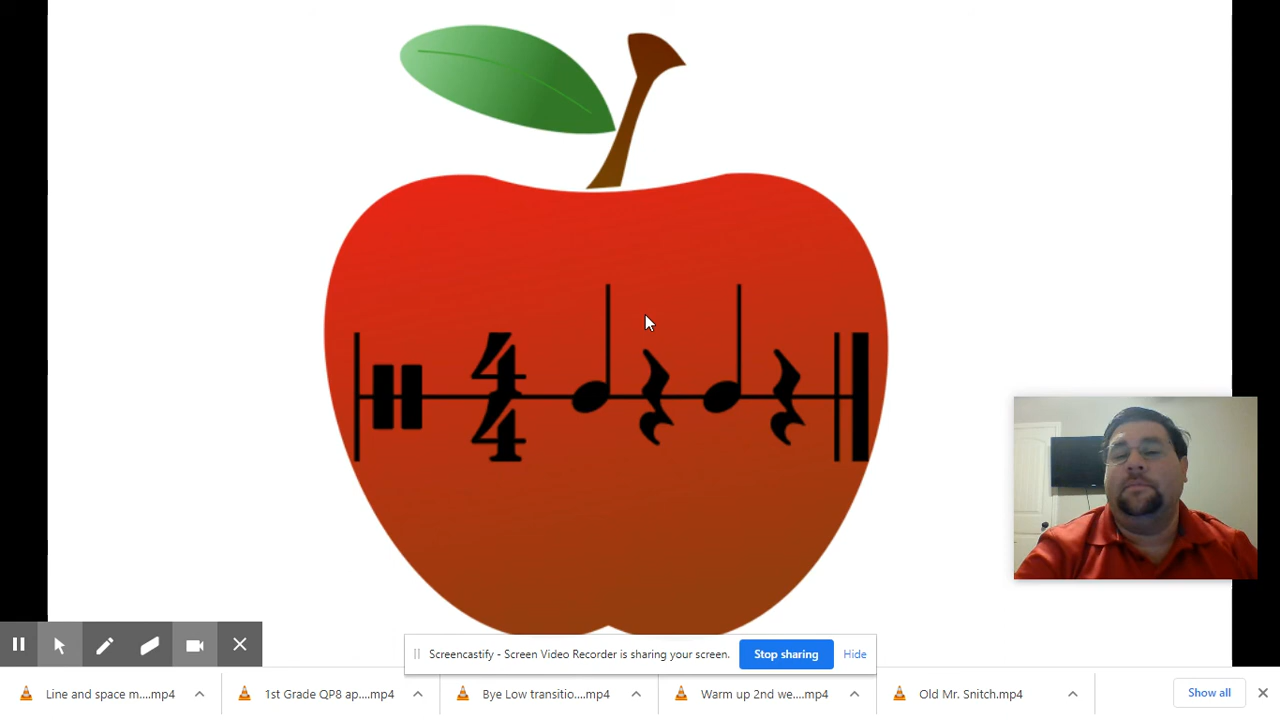 4
4
Screencastify - Screen Video Recorder is sharing your screen. Stop sharing Hide
Line and space m....mp4 1st Grade QP8 ap....mp4 Bye Low transitio....mp4 Warm up 2nd we....mp4 Old Mr. Snitch.mp4 Show all